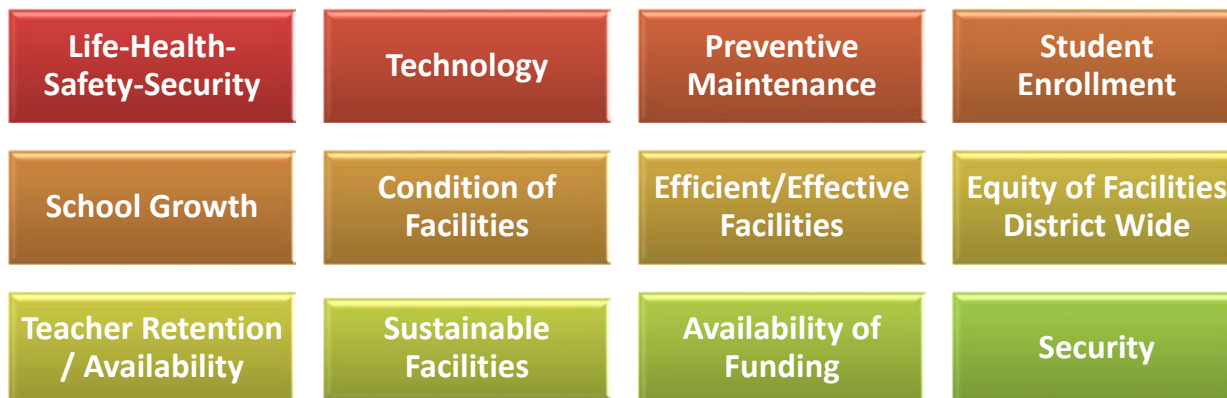 Life-Health-
Safety-Security
Technology
Preventive
Maintenance
Student
Enrollment
School Growth
Condition of
Facilities
Efficient/Effective
Facilities
Equity of Facilities
District Wide
Teacher Retention
/ Availability
Sustainable
Facilities
Availability of
Funding
Security